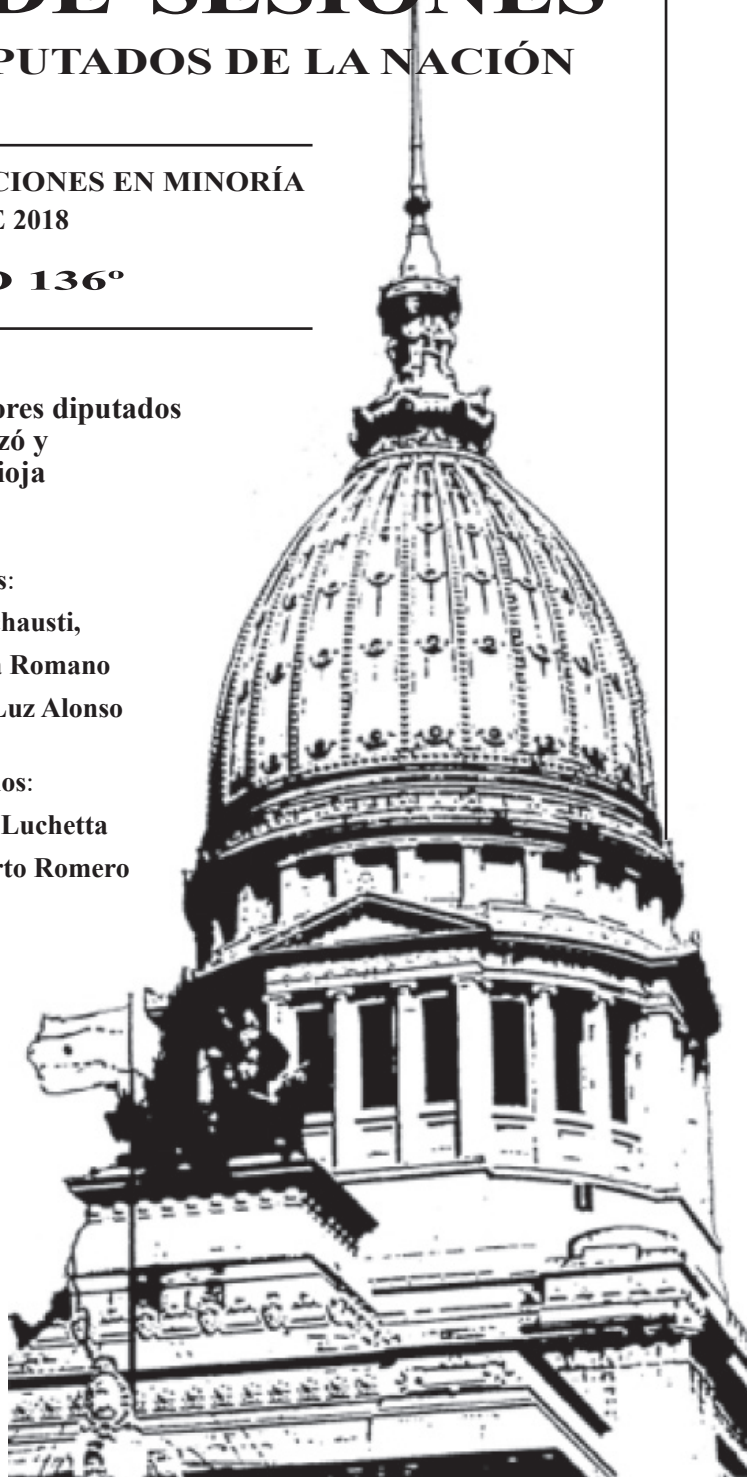 DE SESIONES
PUTADOS DE LA NACIÓN
CIONES EN MINORÍA
E 2018
O 136º
ores diputados
zó y
ioja
s:
hausti,
Romano
Luz Alonso
ios:
Luchetta
rto Romero